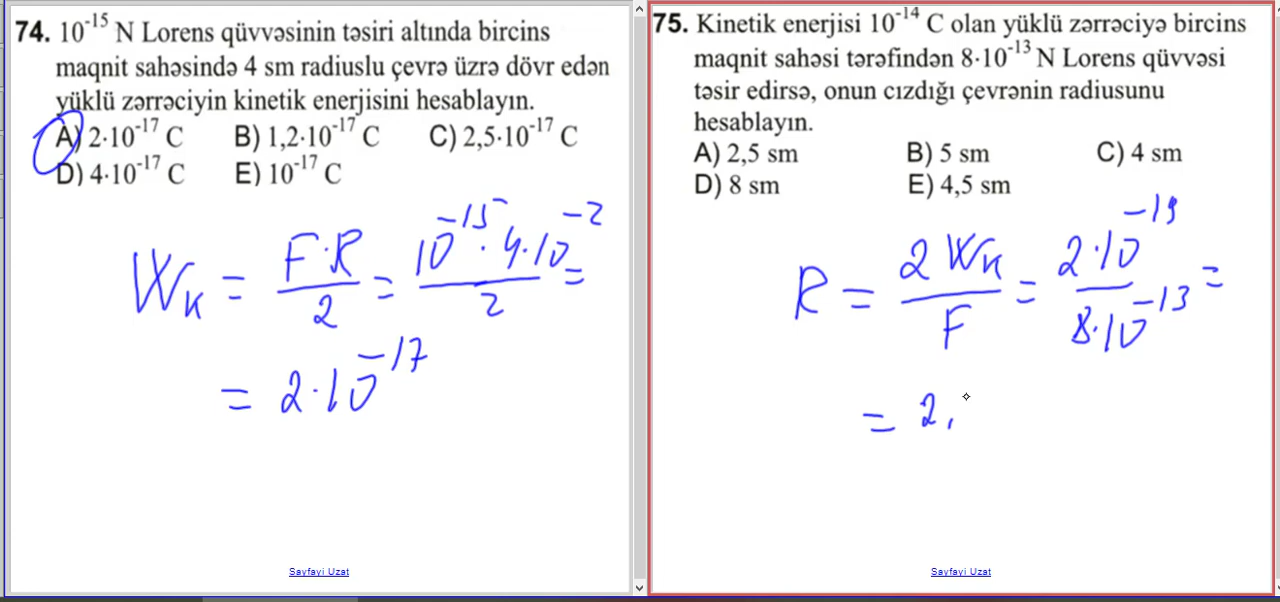 74. 10⁻¹⁵ N Lorens qüvvəsinin təsiri altında bircins
maqnit sahəsində 4 sm radiuslu çevrə üzrə dövr edən
yüklü zərrəciyin kinetik enerjisini hesablayın.
A) 2·10⁻¹⁷ C B) 1,2·10⁻¹⁷ C C) 2,5·10⁻¹⁷ C
D) 4·10⁻¹⁷ C E) 10⁻¹⁷ C
Wₖ = F·R/2 = 10⁻¹⁵·4·10⁻²/2 =
= 2·10⁻¹⁷
Sayfayi Uzat
75. Kinetik enerjisi 10⁻¹⁴ C olan yüklü zərrəciyə bircins
maqnit sahəsi tərəfindən 8·10⁻¹³ N Lorens qüvvəsi
təsir edirsə, onun cızdığı çevrənin radiusunu
hesablayın.
A) 2,5 sm B) 5 sm C) 4 sm
D) 8 sm E) 4,5 sm
R = 2Wₖ/F = 2·10⁻¹⁴/8·10⁻¹³ =
= 2,
Sayfayi Uzat